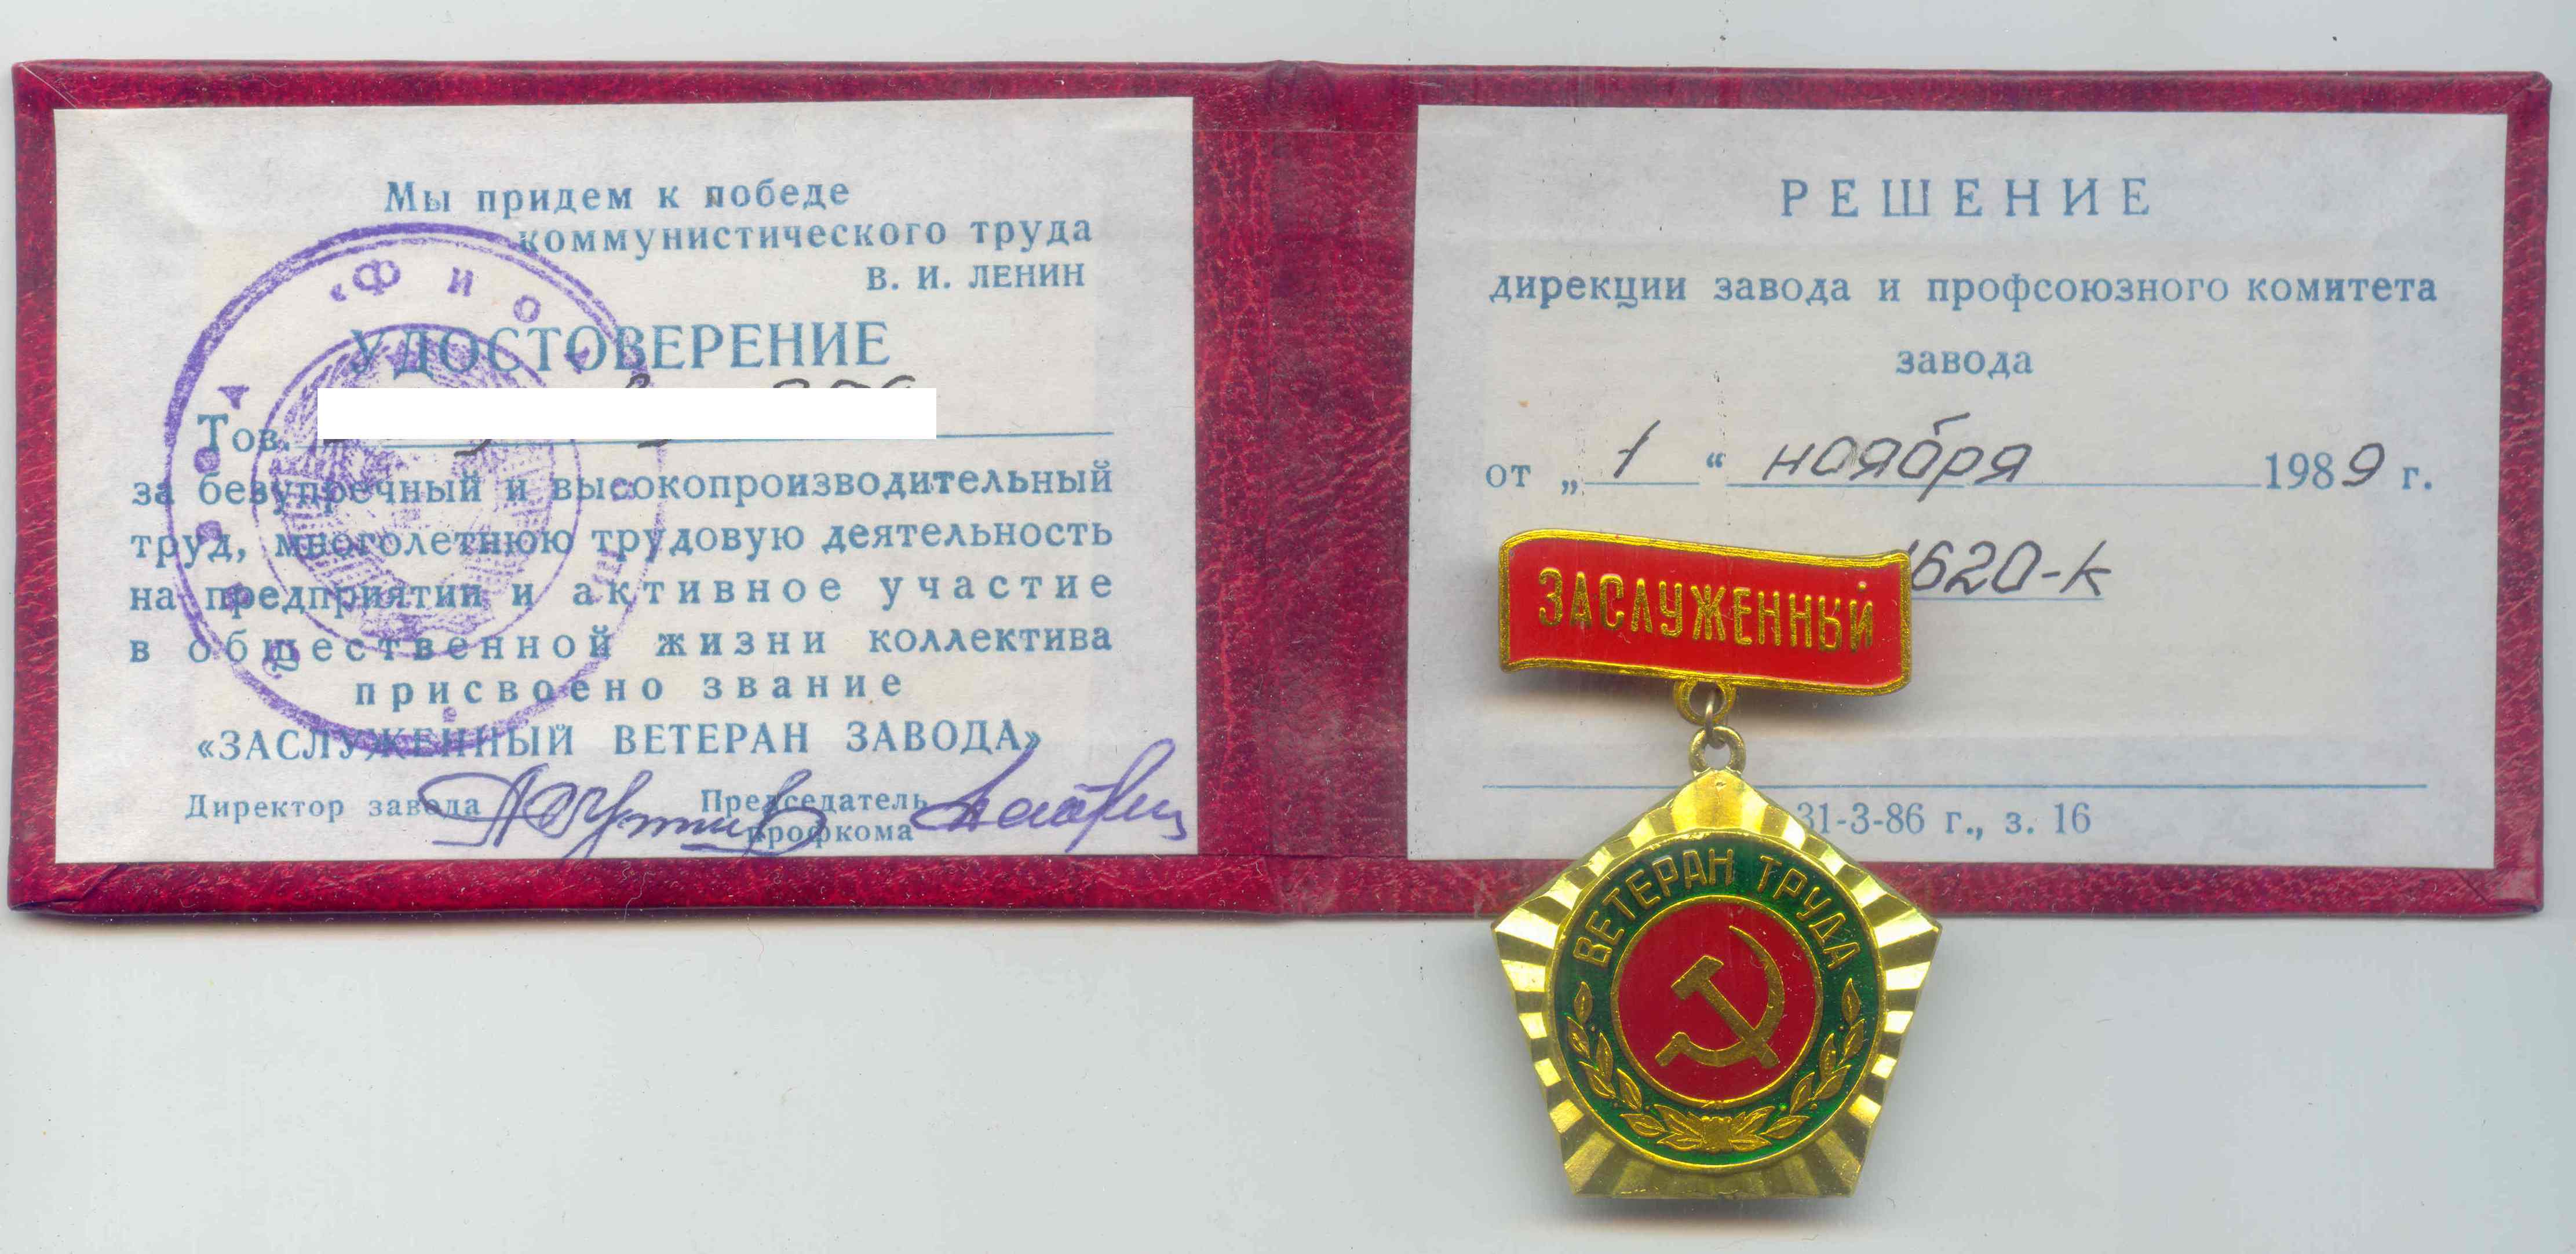 Мы придем к победе
коммунистического труда
В. И. ЛЕНИН
УДОСТОВЕРЕНИЕ
Тов.
за безупречный и высокопроизводительный
труд, многолетнюю трудовую деятельность
на предприятии и активное участие
в общественной жизни коллектива
присвоено звание
«ЗАСЛУЖЕННЫЙ ВЕТЕРАН ЗАВОДА»
Директор завода
Председатель
профкома
РЕШЕНИЕ
дирекции завода и профсоюзного комитета
завода
от „ 1 “ ноября 1989 г.
620-к
31-3-86 г., з. 16
ЗАСЛУЖЕННЫЙ
ВЕТЕРАН ТРУДА